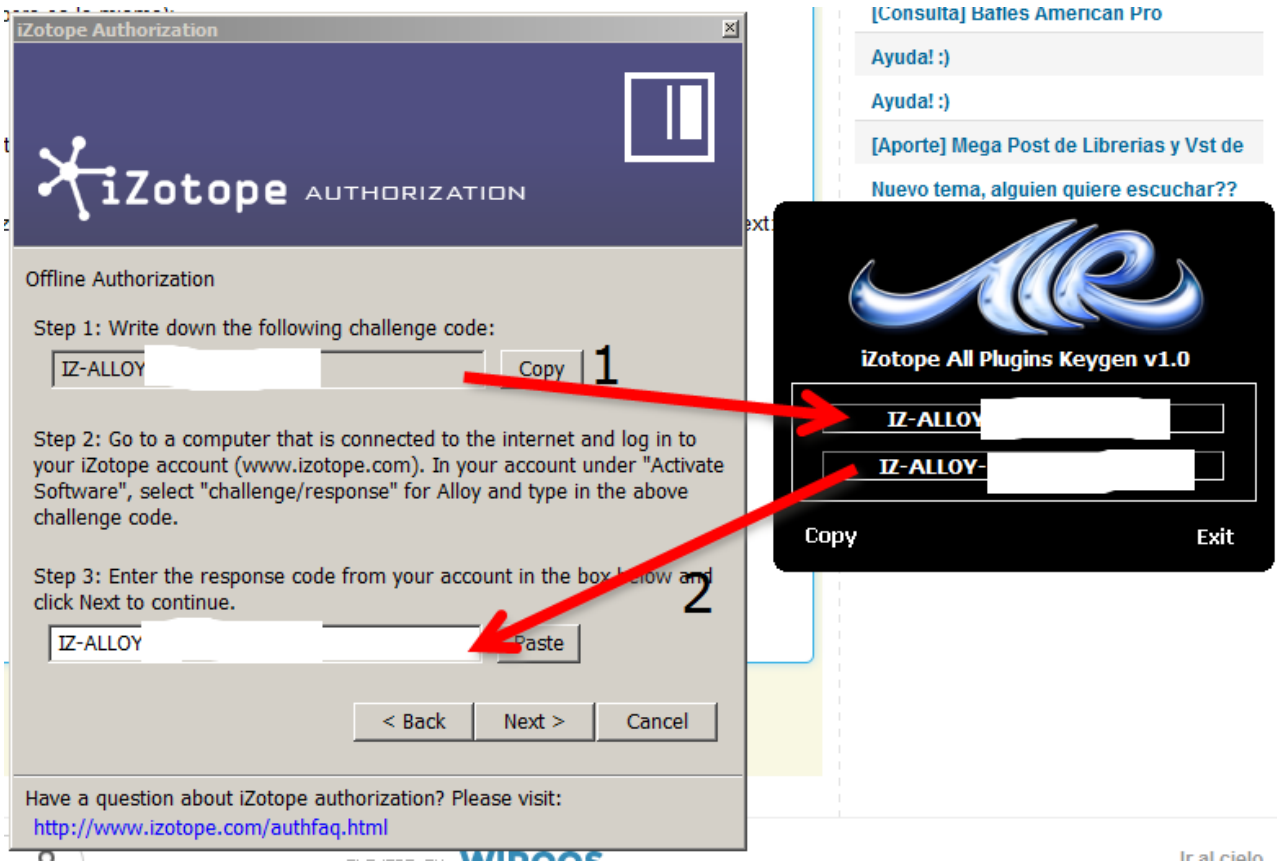 iZotope Authorization
iZotope AUTHORIZATION
Offline Authorization
Step 1: Write down the following challenge code:
IZ-ALLOY
Copy
1
Step 2: Go to a computer that is connected to the internet and log in to
your iZotope account (www.izotope.com). In your account under "Activate
Software", select "challenge/response" for Alloy and type in the above
challenge code.
Step 3: Enter the response code from your account in the box below and
click Next to continue.
2
IZ-ALLOY
Paste
< Back
Next >
Cancel
Have a question about iZotope authorization? Please visit:
http://www.izotope.com/authfaq.html
[Consulta] Bafles American Pro
Ayuda! :)
Ayuda! :)
[Aporte] Mega Post de Librerias y Vst de
Nuevo tema, alguien quiere escuchar??
AiR
iZotope All Plugins Keygen v1.0
IZ-ALLOY
IZ-ALLOY-
Copy
Exit
Ir al cielo